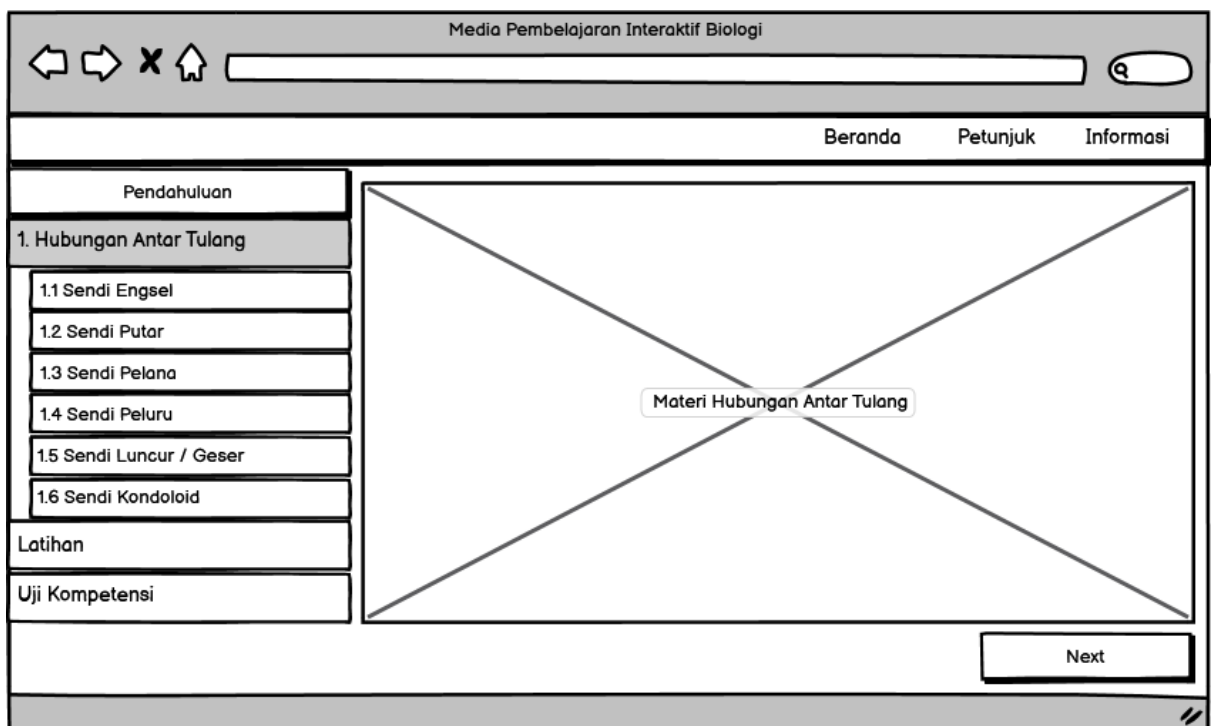 Media Pembelajaran Interaktif Biologi
Beranda Petunjuk Informasi
Pendahuluan
1. Hubungan Antar Tulang
1.1 Sendi Engsel
1.2 Sendi Putar
1.3 Sendi Pelana
1.4 Sendi Peluru
1.5 Sendi Luncur / Geser
1.6 Sendi Kondoloid
Latihan
Uji Kompetensi
Materi Hubungan Antar Tulang
Next